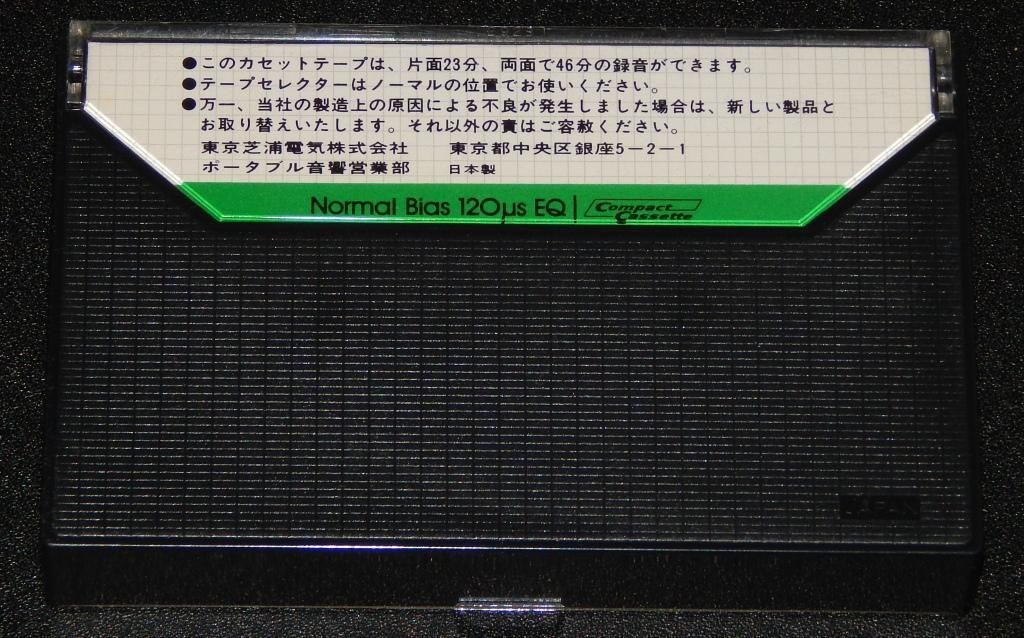 ●このカセットテープは、片面23分、両面で46分の録音ができます。
●テープセレクターはノーマルの位置でお使いください。
●万一、当社の製造上の原因による不良が発生しました場合は、新しい製品と
お取り替えいたします。それ以外の責はご容赦ください。
東京芝浦電気株式会社 東京都中央区銀座5-2-1
ポータブル音響営業部 日本製
Normal Bias 120μs EQ | Compact Cassette